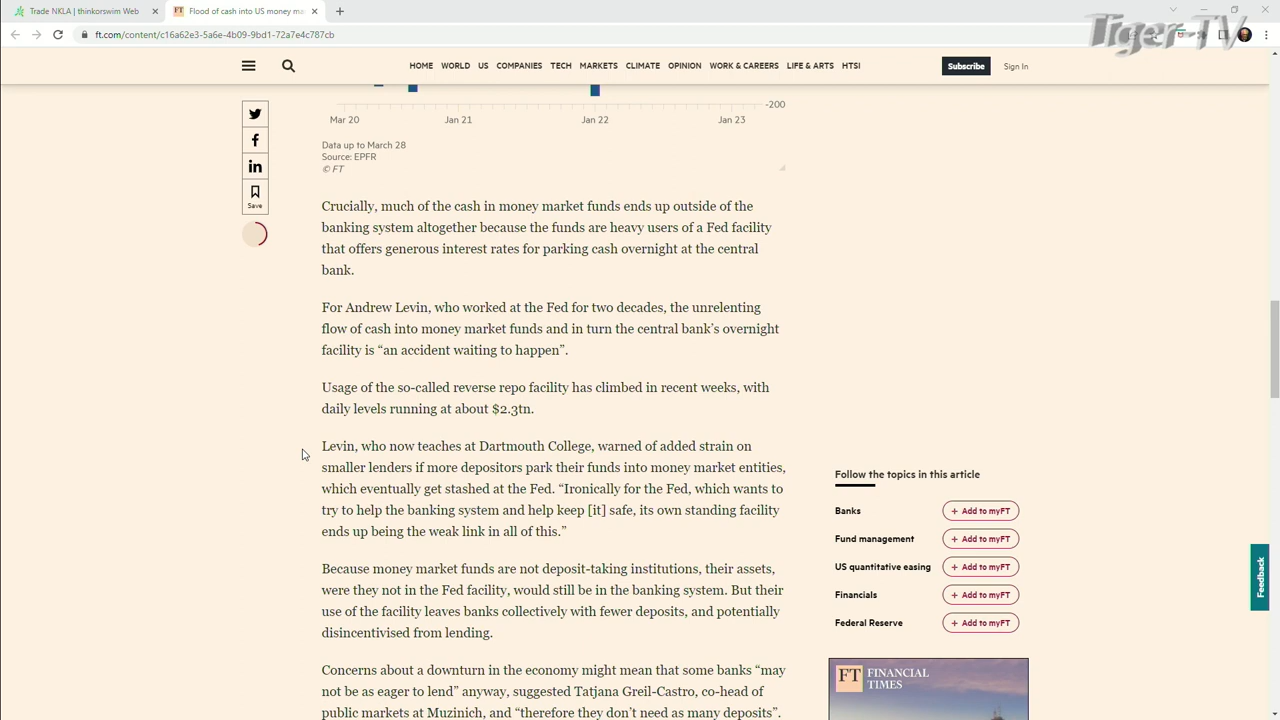 Trade NKLA | thinkorswim Web
Flood of cash into US money ma
Tiger-TV
ft.com/content/c16a62e3-5a6e-4b09-9bd1-72a7e4c787cb
HOME WORLD US COMPANIES TECH MARKETS CLIMATE OPINION WORK & CAREERS LIFE & ARTS HTSI
Subscribe
Sign In
-200
Mar 20 Jan 21 Jan 22 Jan 23
Data up to March 28
Source: EPFR
© FT
Save
Crucially, much of the cash in money market funds ends up outside of the
banking system altogether because the funds are heavy users of a Fed facility
that offers generous interest rates for parking cash overnight at the central
bank.
For Andrew Levin, who worked at the Fed for two decades, the unrelenting
flow of cash into money market funds and in turn the central bank's overnight
facility is “an accident waiting to happen”.
Usage of the so-called reverse repo facility has climbed in recent weeks, with
daily levels running at about $2.3tn.
Levin, who now teaches at Dartmouth College, warned of added strain on
smaller lenders if more depositors park their funds into money market entities,
which eventually get stashed at the Fed. “Ironically for the Fed, which wants to
try to help the banking system and help keep [it] safe, its own standing facility
ends up being the weak link in all of this.”
Because money market funds are not deposit-taking institutions, their assets,
were they not in the Fed facility, would still be in the banking system. But their
use of the facility leaves banks collectively with fewer deposits, and potentially
disincentivised from lending.
Concerns about a downturn in the economy might mean that some banks “may
not be as eager to lend” anyway, suggested Tatjana Greil-Castro, co-head of
public markets at Muzinich, and “therefore they don't need as many deposits”.
Follow the topics in this article
Banks + Add to myFT
Fund management + Add to myFT
US quantitative easing + Add to myFT
Financials + Add to myFT
Federal Reserve + Add to myFT
Feedback
FT FINANCIAL
TIMES